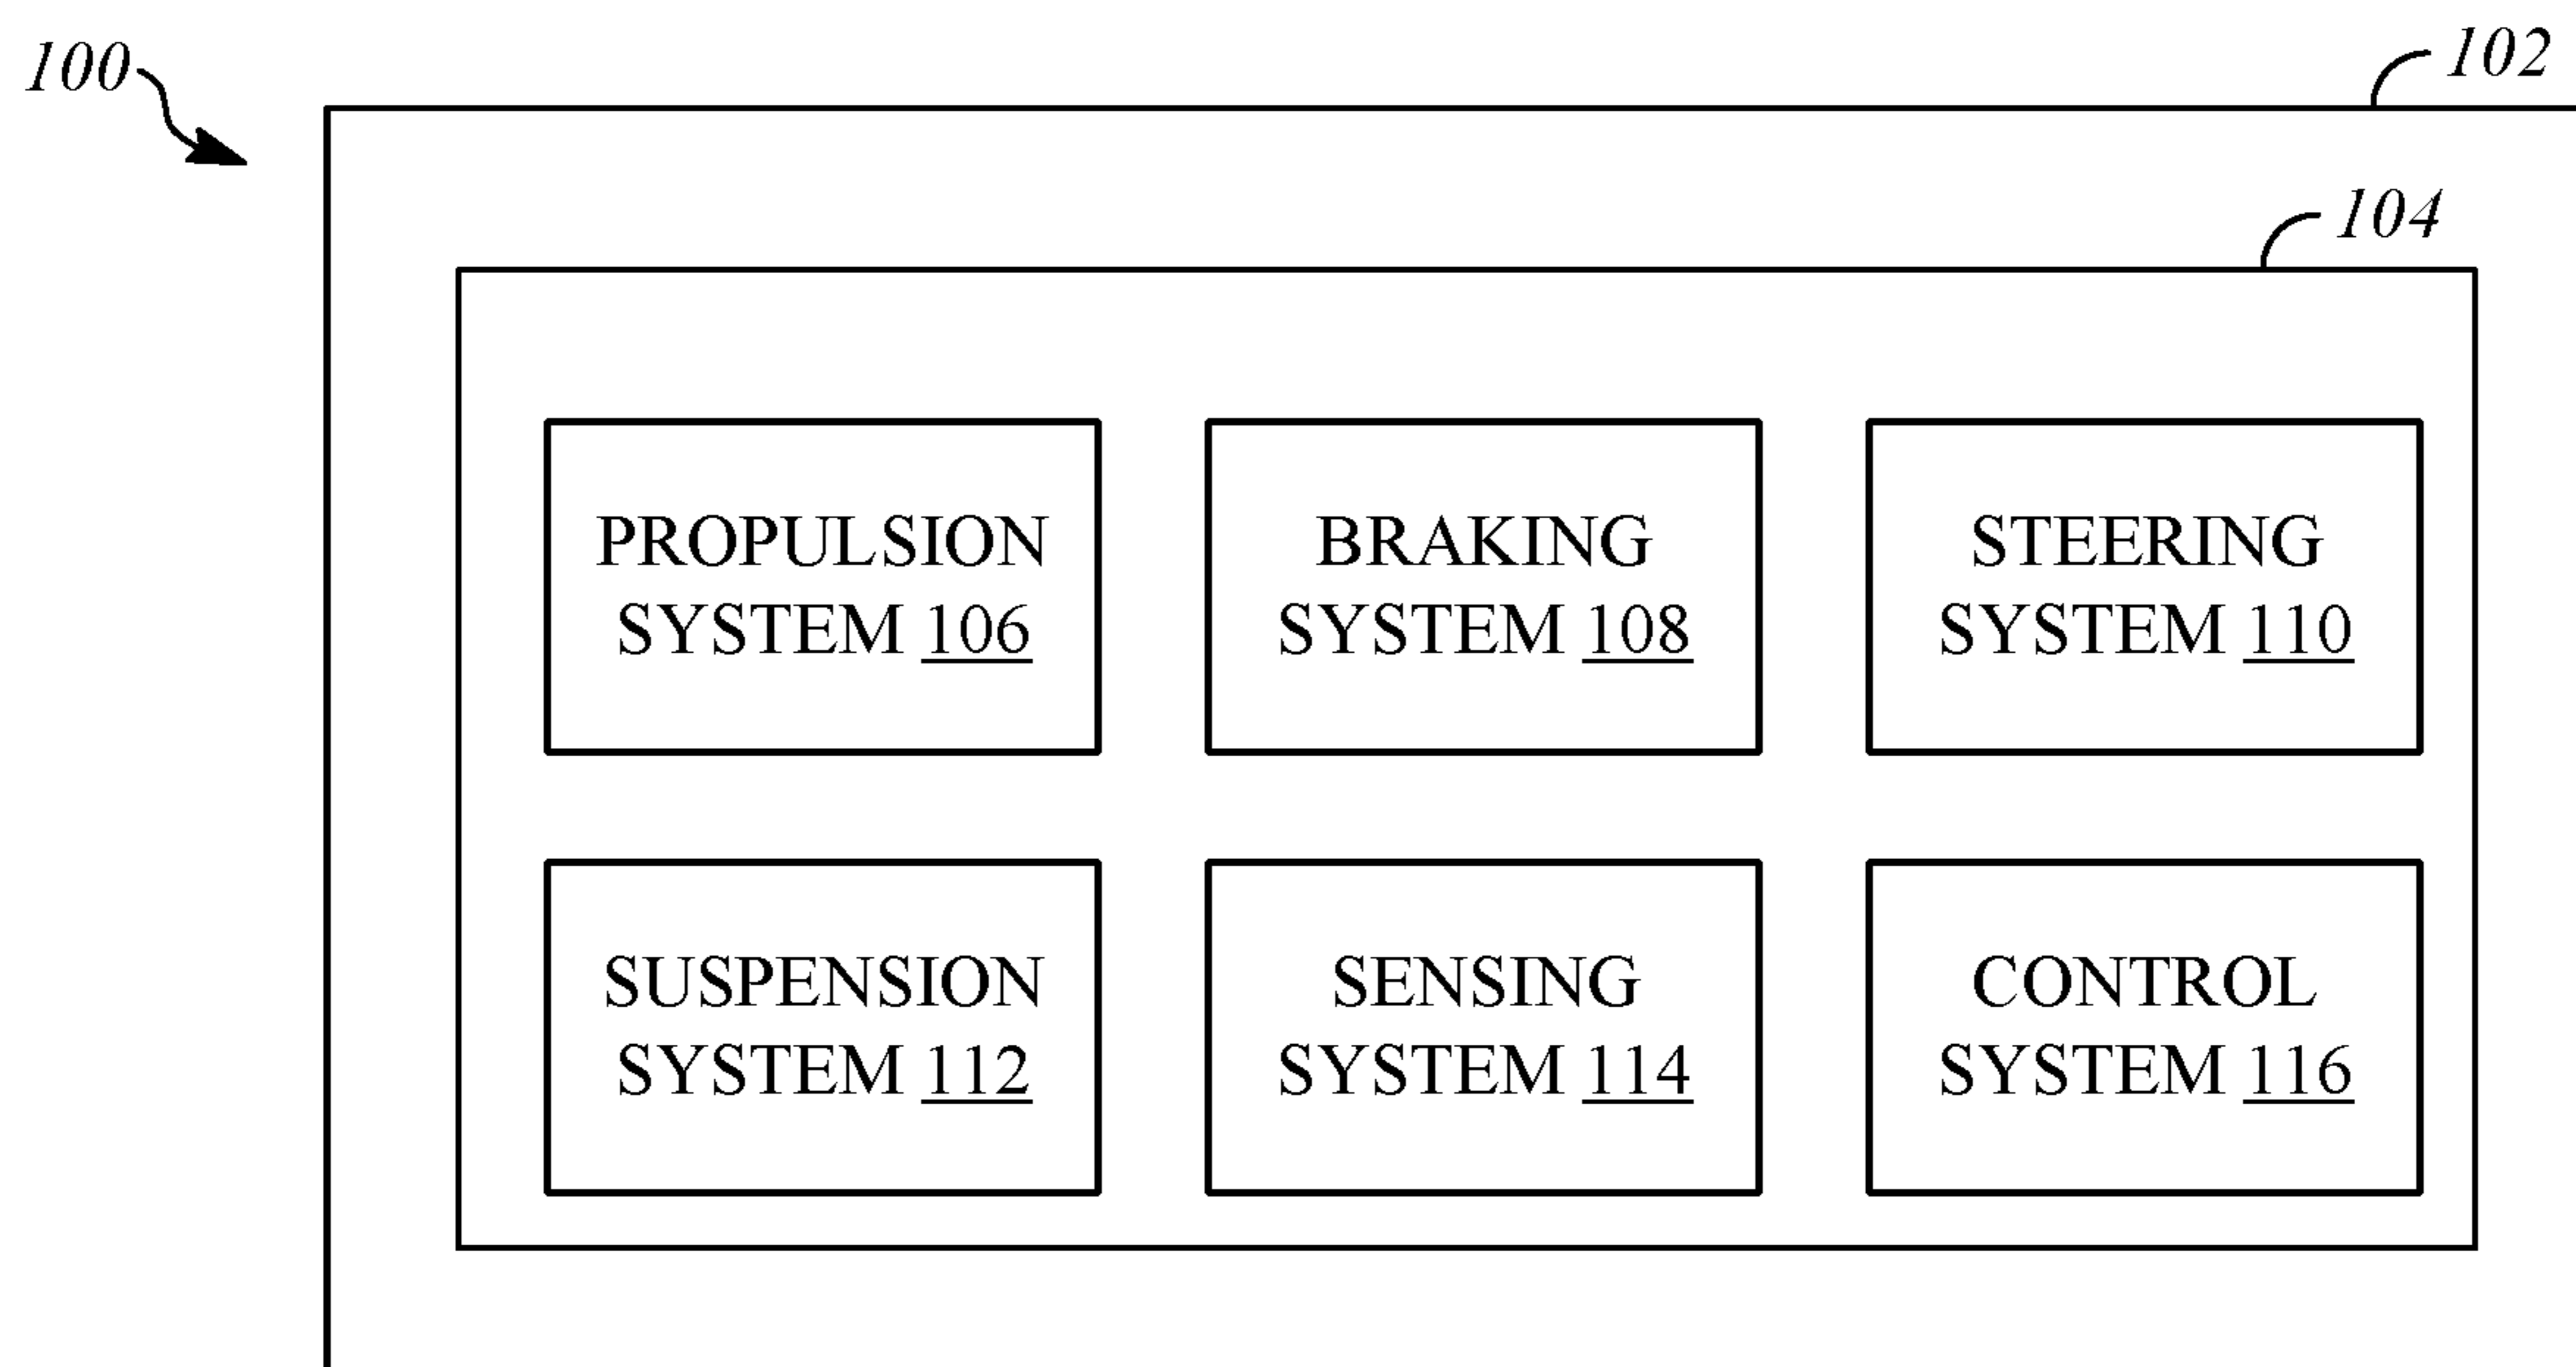 100
102
104
PROPULSION
SYSTEM 106
BRAKING
SYSTEM 108
STEERING
SYSTEM 110
SUSPENSION
SYSTEM 112
SENSING
SYSTEM 114
CONTROL
SYSTEM 116